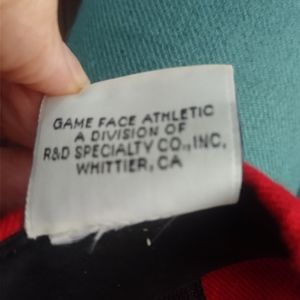 GAME FACE ATHLETIC
A DIVISION OF
R&D SPECIALTY CO., INC.
WHITTIER, CA